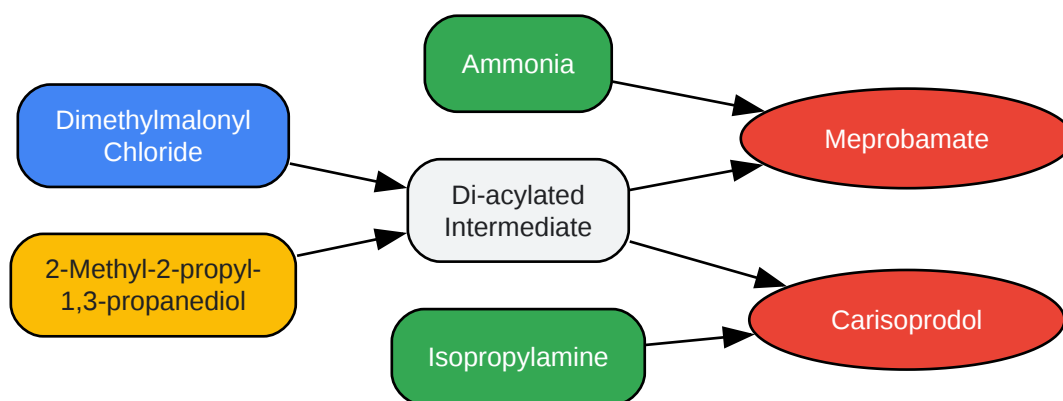 Ammonia
Dimethylmalonyl
Chloride
Meprobamate
Di-acylated
Intermediate
2-Methyl-2-propyl-
1,3-propanediol
Carisoprodol
Isopropylamine